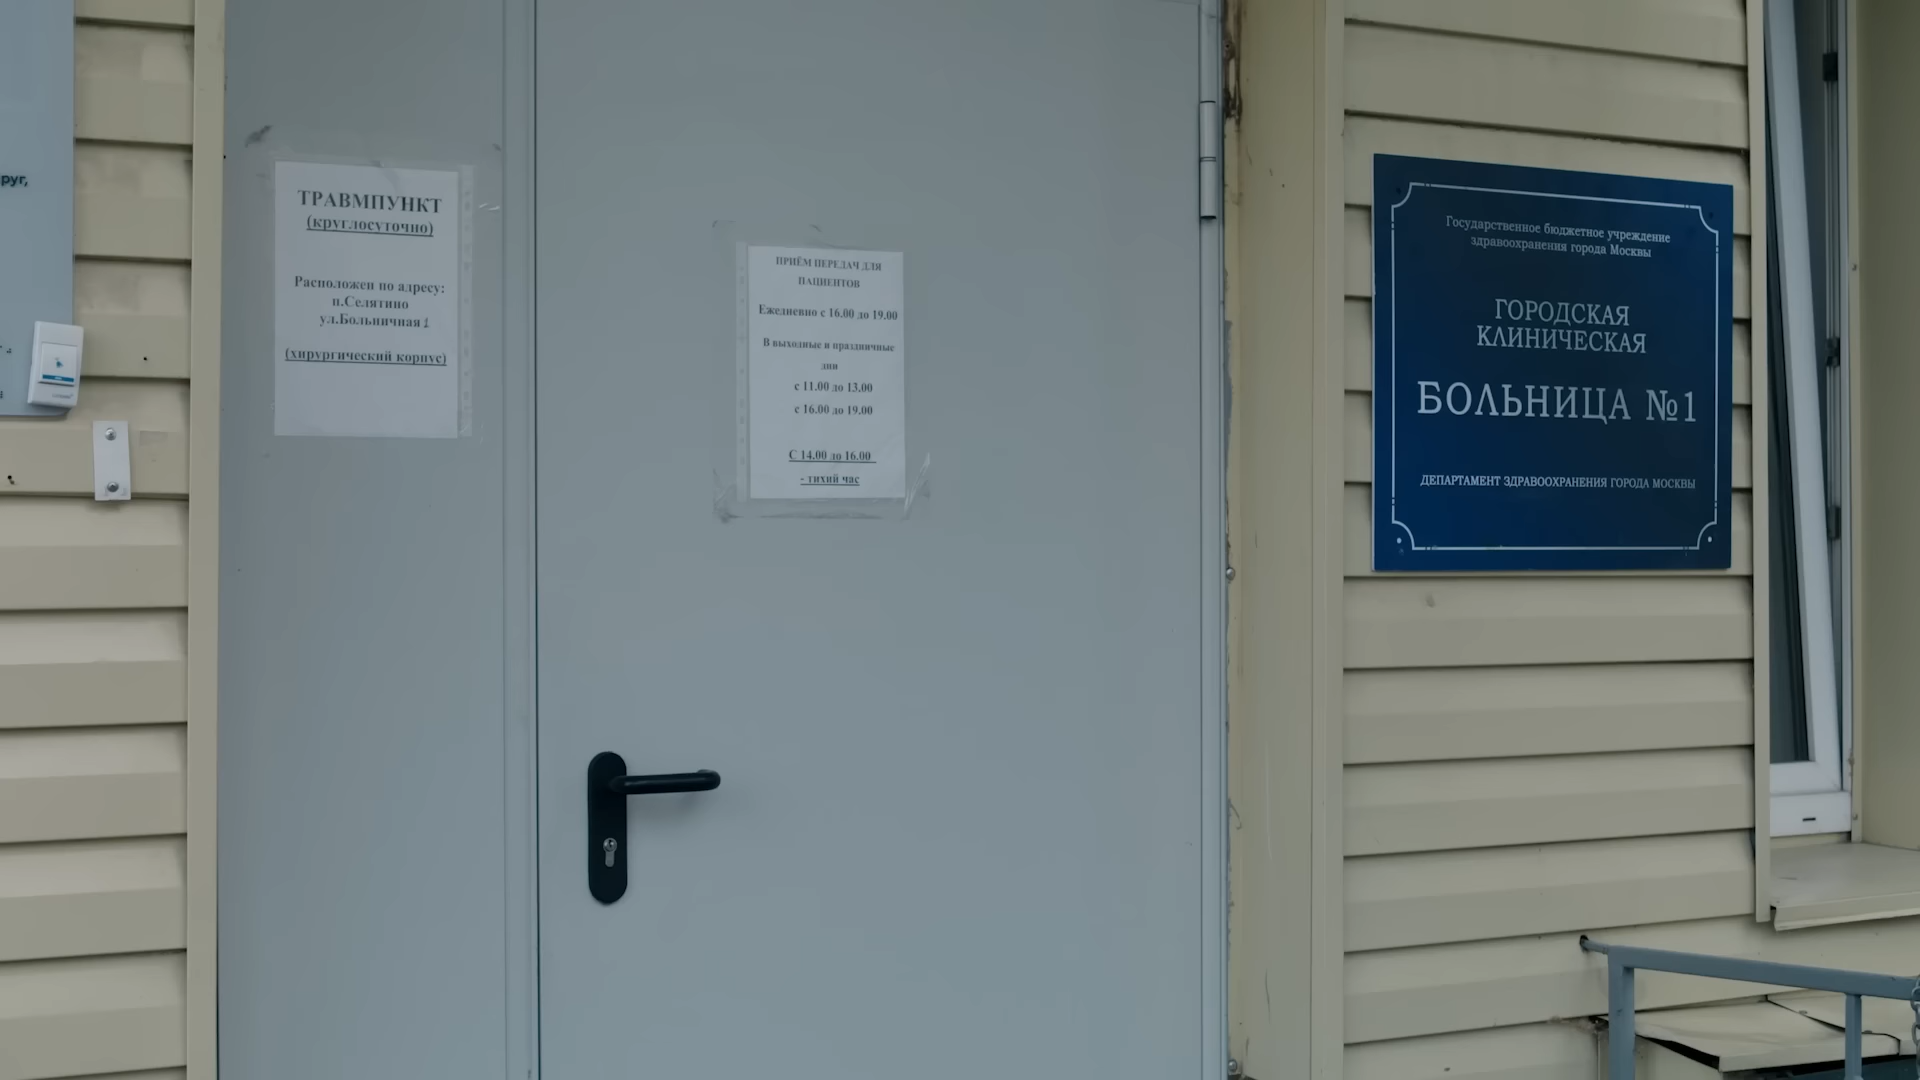 руг,
ТРАВМПУНКТ
(круглосуточно)
Расположен по адресу:
п.Селятино
ул.Больничная 1
(хирургический корпус)
ПРИЁМ ПЕРЕДАЧ ДЛЯ
ПАЦИЕНТОВ
Ежедневно с 16.00 до 19.00
В выходные и праздничные
дни
с 11.00 до 13.00
с 16.00 до 19.00
С 14.00 до 16.00
- тихий час
Государственное бюджетное учреждение
здравоохранения города Москвы
ГОРОДСКАЯ
КЛИНИЧЕСКАЯ
БОЛЬНИЦА №1
ДЕПАРТАМЕНТ ЗДРАВООХРАНЕНИЯ ГОРОДА МОСКВЫ